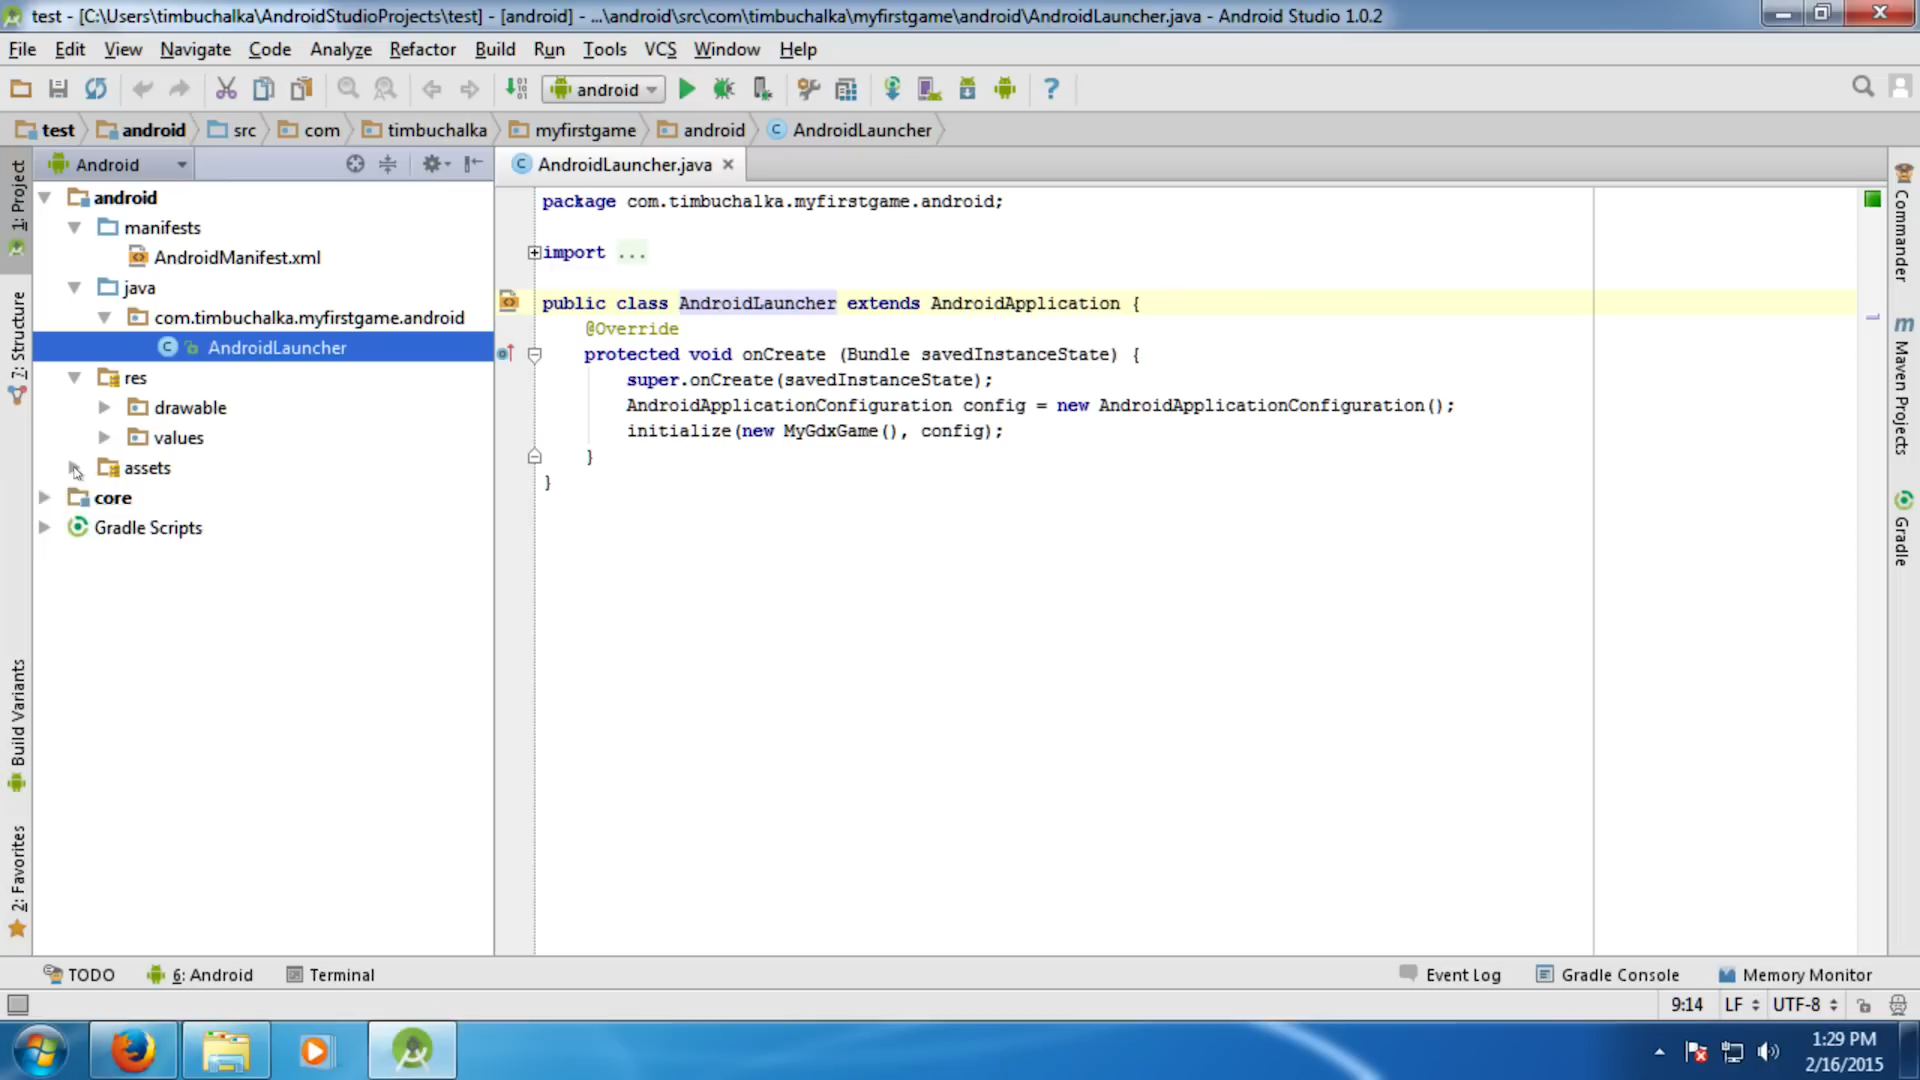 test - [C:\Users\timbuchalka\AndroidStudioProjects\test] - [android] - ...\android\src\com\timbuchalka\myfirstgame\android\AndroidLauncher.java - Android Studio 1.0.2
File Edit View Navigate Code Analyze Refactor Build Run Tools VCS Window Help
android
test android src com timbuchalka myfirstgame android AndroidLauncher
Android
AndroidLauncher.java
1: Project
7: Structure
Build Variants
2: Favorites
android
manifests
AndroidManifest.xml
java
com.timbuchalka.myfirstgame.android
AndroidLauncher
res
drawable
values
assets
core
Gradle Scripts
package com.timbuchalka.myfirstgame.android;
import ...
public class AndroidLauncher extends AndroidApplication {
@Override
protected void onCreate (Bundle savedInstanceState) {
super.onCreate(savedInstanceState);
AndroidApplicationConfiguration config = new AndroidApplicationConfiguration();
initialize(new MyGdxGame(), config);
}
}
Commander
Maven Projects
Gradle
TODO 6: Android Terminal Event Log Gradle Console Memory Monitor
9:14 LF UTF-8
1:29 PM
2/16/2015